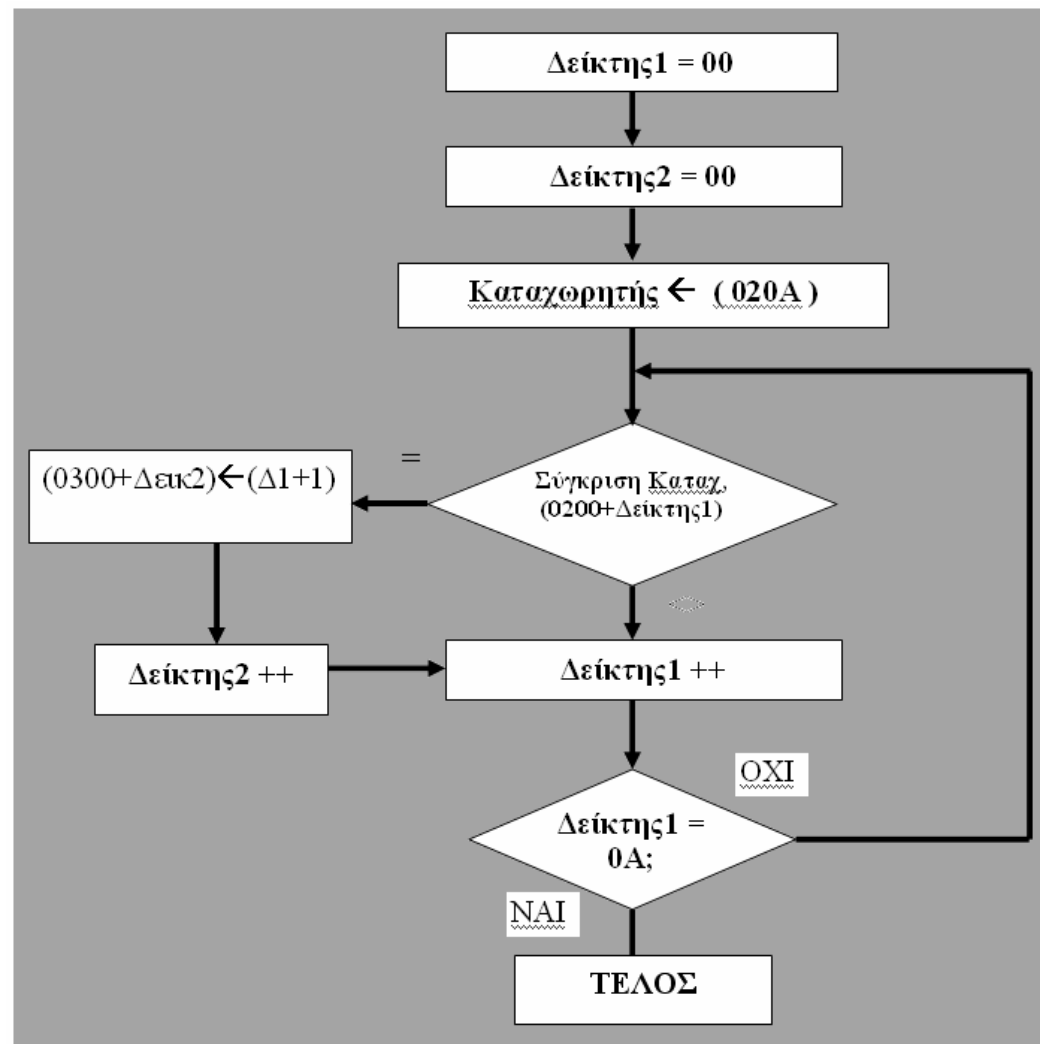 Δείκτης1 = 00
Δείκτης2 = 00
Καταχωρητής ← ( 020A )
=
(0300+Δεικ2)←(Δ1+1)
Σύγκριση Καταχ,
(0200+Δείκτης1)
<>
Δείκτης2 ++
Δείκτης1 ++
ΟΧΙ
Δείκτης1 =
0A;
ΝΑΙ
ΤΕΛΟΣ